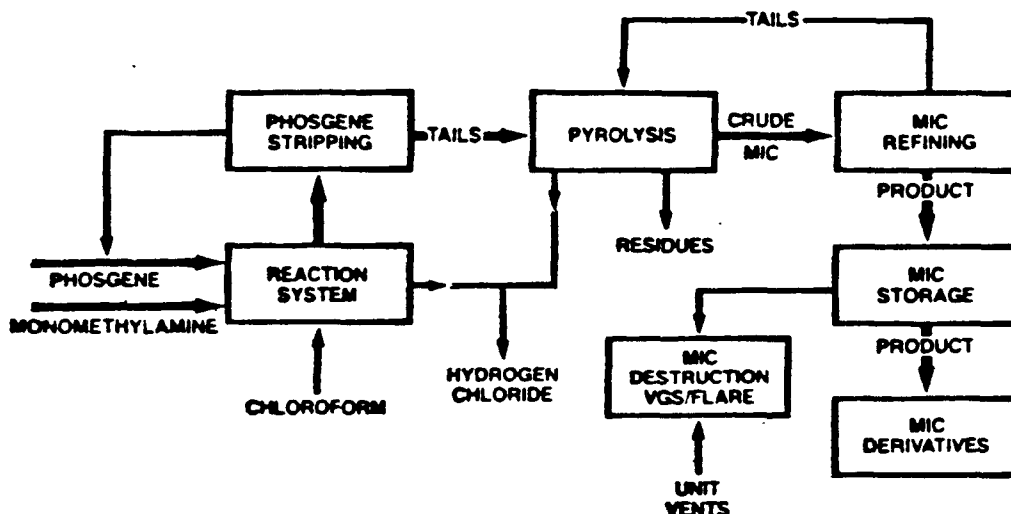 TAILS
PHOSGENE
STRIPPING
TAILS
PYROLYSIS
CRUDE
MIC
MIC
REFINING
PRODUCT
RESIDUES
PHOSGENE
MONOMETHYLAMINE
REACTION
SYSTEM
MIC
STORAGE
PRODUCT
HYDROGEN
CHLORIDE
CHLOROFORM
MIC
DESTRUCTION
VGS/FLARE
MIC
DERIVATIVES
UNIT
VENTS